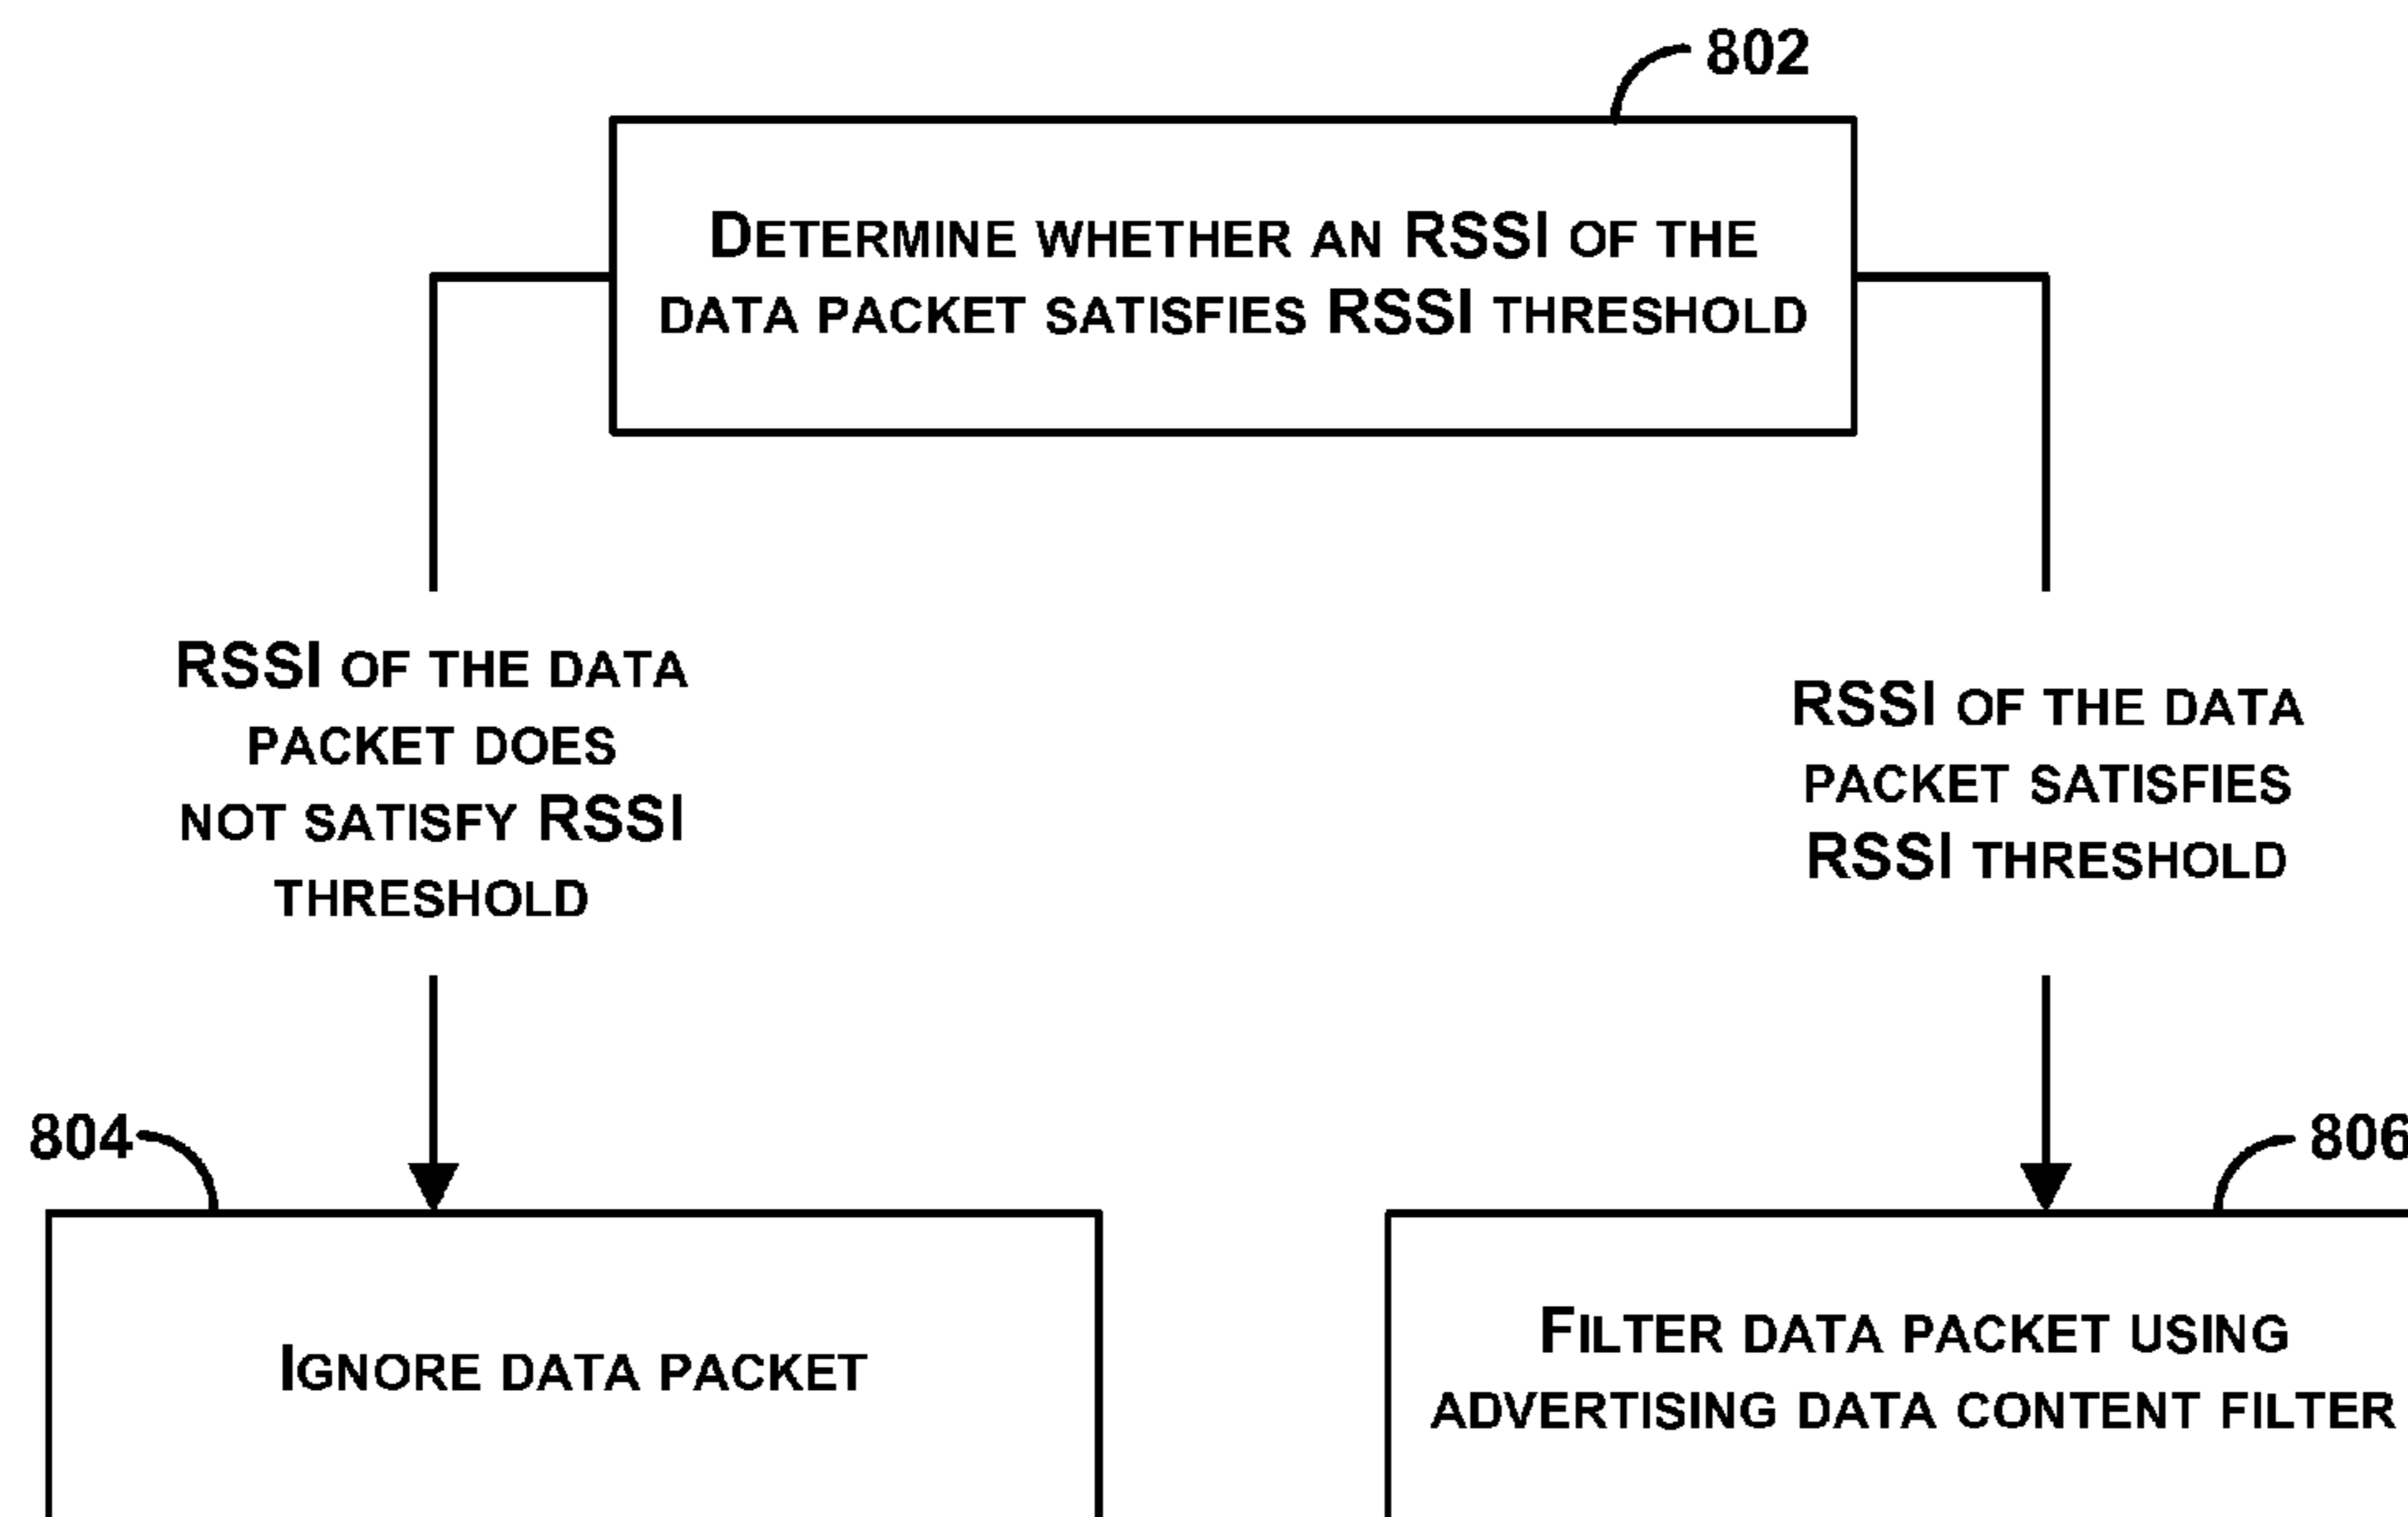 802
DETERMINE WHETHER AN RSSI OF THE
DATA PACKET SATISFIES RSSI THRESHOLD
RSSI OF THE DATA
PACKET DOES
NOT SATISFY RSSI
THRESHOLD
RSSI OF THE DATA
PACKET SATISFIES
RSSI THRESHOLD
804
806
IGNORE DATA PACKET
FILTER DATA PACKET USING
ADVERTISING DATA CONTENT FILTER